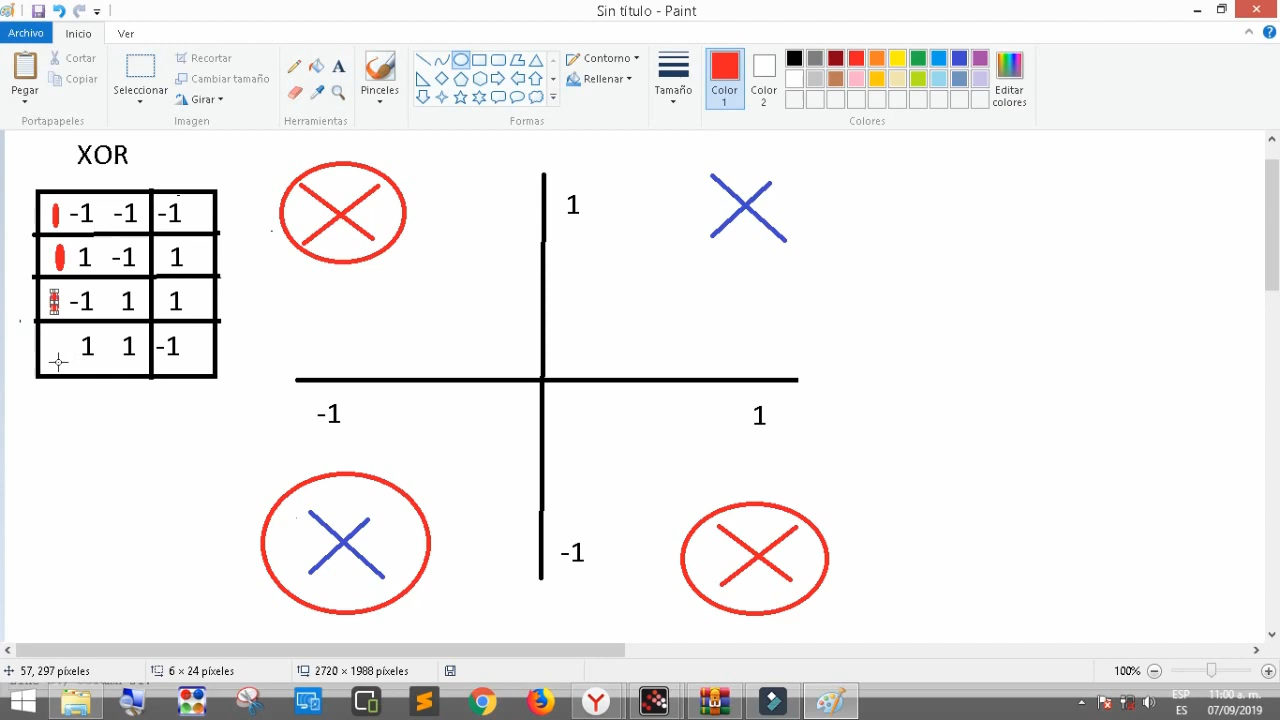 Sin título - Paint
Archivo Inicio Ver
Pegar
Cortar
Copiar
Portapapeles
Seleccionar
Recortar
Cambiar tamaño
Girar
Imagen
A
Herramientas
Pinceles
Contorno
Rellenar
Formas
Tamaño
Color 1
Color 2
Editar colores
Colores
XOR
-1 -1 -1
1 -1 1
-1 1 1
1 1 -1
1
-1
1
-1
57, 297 píxeles
6 × 24 píxeles
2720 × 1988 píxeles
100%
ESP 11:00 a. m.
ES 07/09/2019